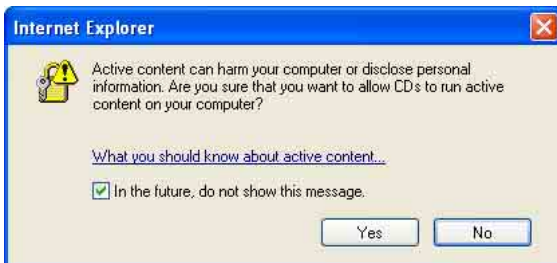 Internet Explorer
Active content can harm your computer or disclose personal
information. Are you sure that you want to allow CDs to run active
content on your computer?
What you should know about active content...
In the future, do not show this message.
Yes No